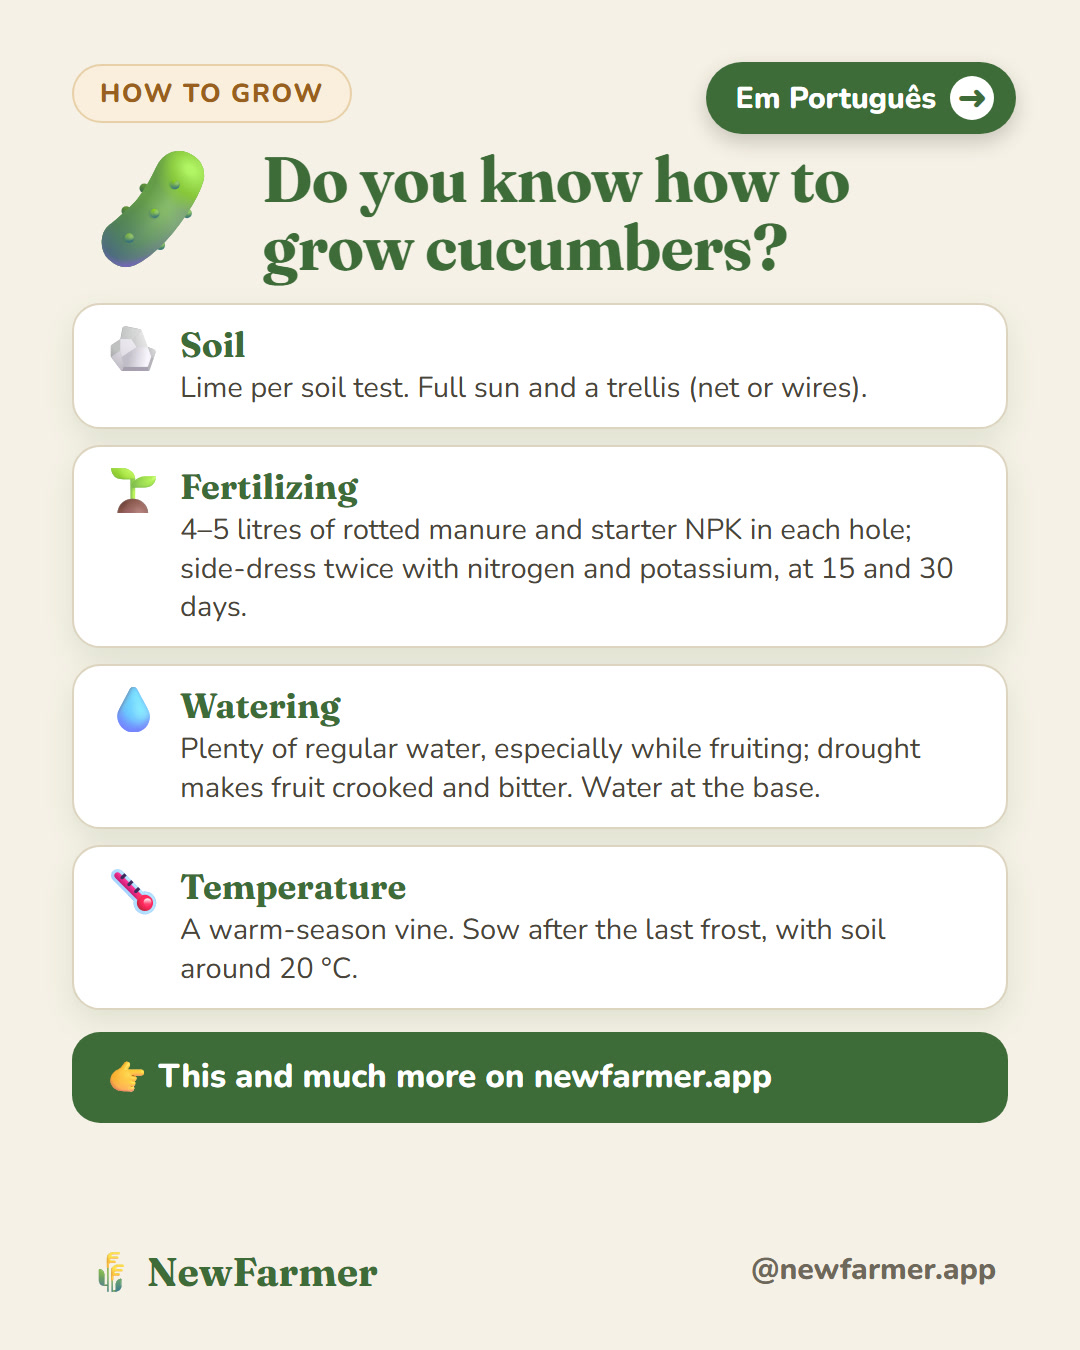 HOW TO GROW
Em Português
Do you know how to
grow cucumbers?
Soil
Lime per soil test. Full sun and a trellis (net or wires).
Fertilizing
4–5 litres of rotted manure and starter NPK in each hole;
side-dress twice with nitrogen and potassium, at 15 and 30
days.
Watering
Plenty of regular water, especially while fruiting; drought
makes fruit crooked and bitter. Water at the base.
Temperature
A warm-season vine. Sow after the last frost, with soil
around 20 °C.
This and much more on newfarmer.app
NewFarmer
@newfarmer.app